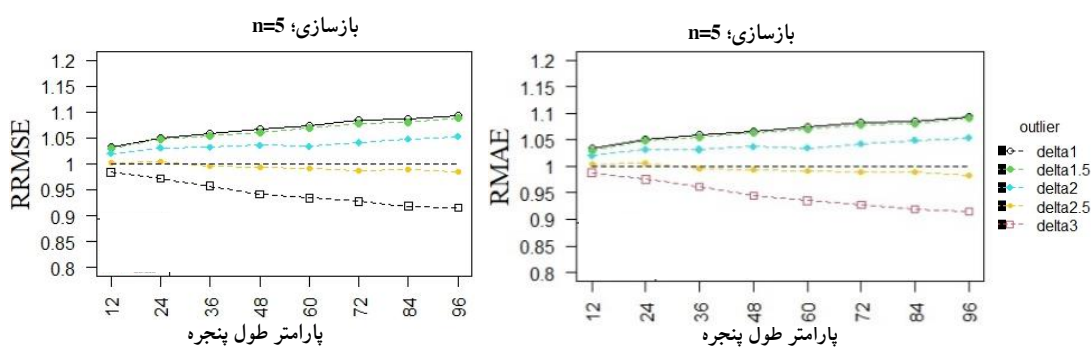 بازسازی؛ n=5
RRMSE
1.2
1.15
1.1
1.05
1
0.95
0.9
0.85
0.8
12 24 36 48 60 72 84 96
پارامتر طول پنجره
بازسازی؛ n=5
RMAE
1.2
1.15
1.1
1.05
1
0.95
0.9
0.85
0.8
12 24 36 48 60 72 84 96
پارامتر طول پنجره
outlier
delta1
delta1.5
delta2
delta2.5
delta3